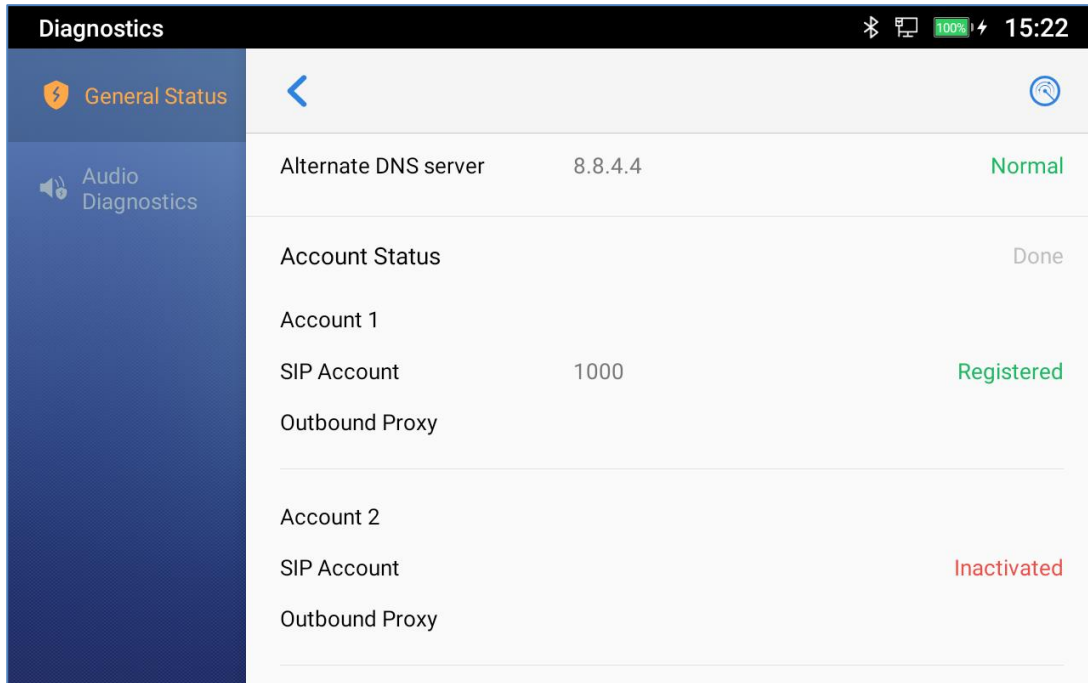 Diagnostics
100%
15:22
General Status
Audio
Diagnostics
Alternate DNS server 8.8.4.4 Normal
Account Status Done
Account 1
SIP Account 1000 Registered
Outbound Proxy
Account 2
SIP Account Inactivated
Outbound Proxy